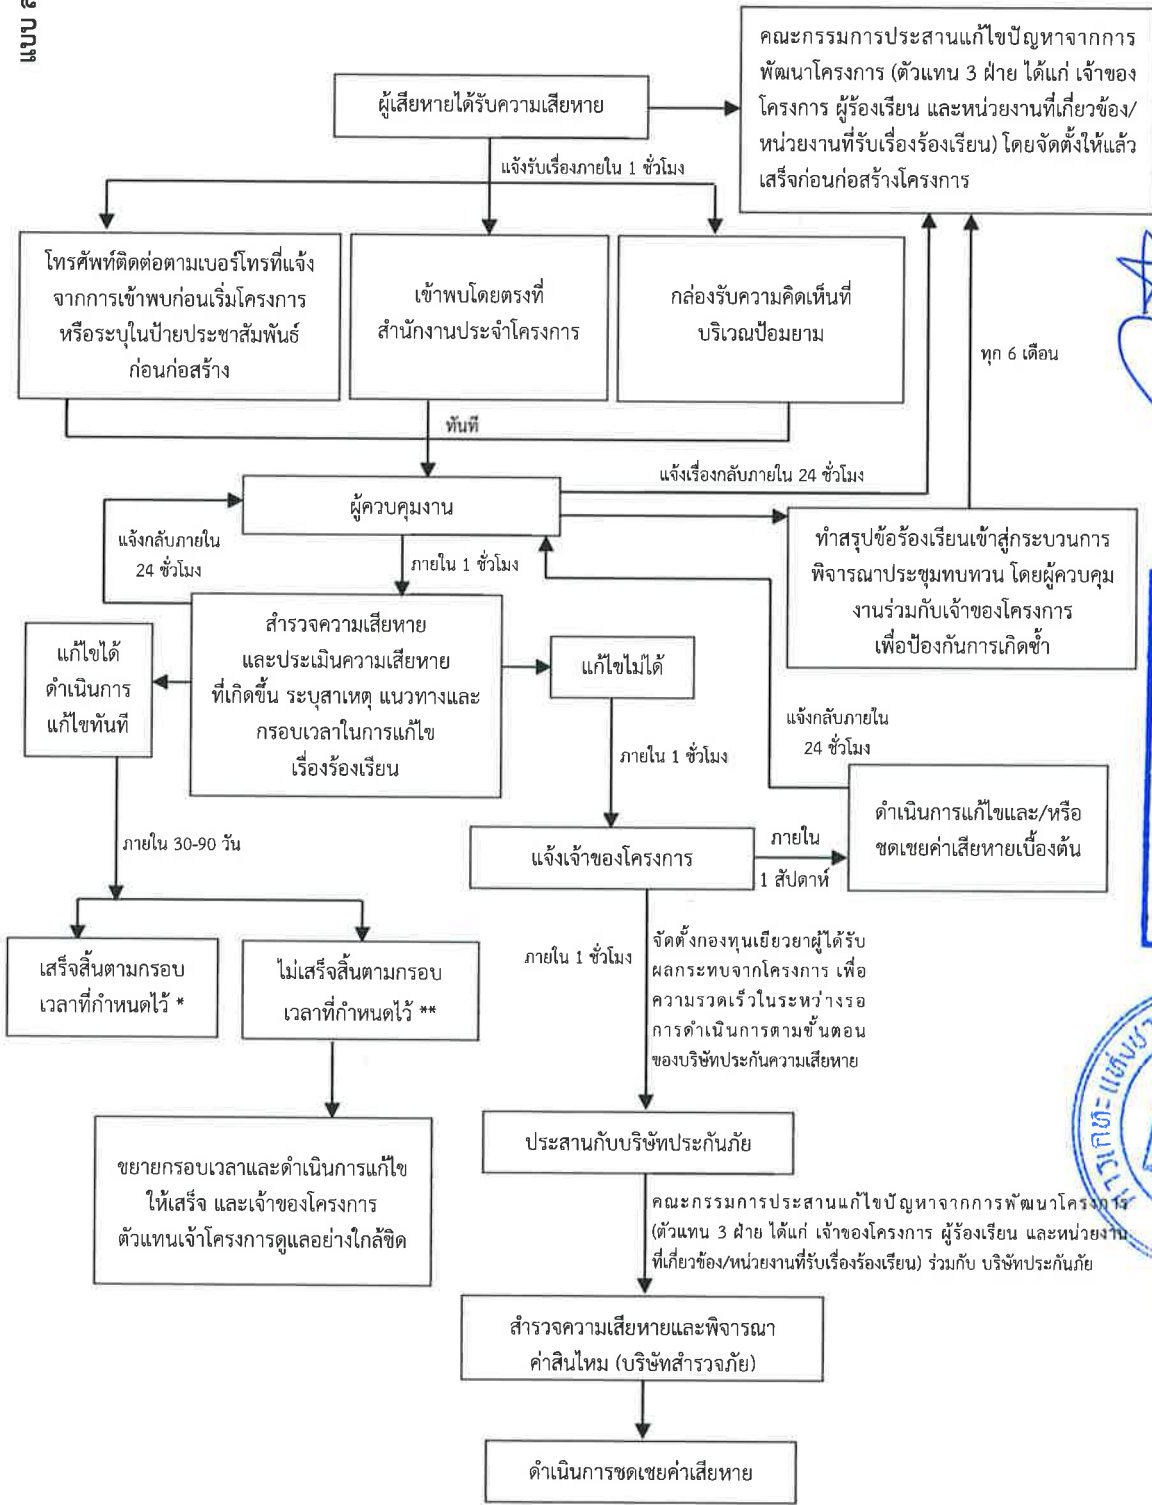 แบบ
คณะกรรมการประสานแก้ไขปัญหาจากการ
พัฒนาโครงการ (ตัวแทน 3 ฝ่าย ได้แก่ เจ้าของ
โครงการ ผู้ร้องเรียน และหน่วยงานที่เกี่ยวข้อง/
หน่วยงานที่รับเรื่องร้องเรียน) โดยจัดตั้งให้แล้ว
เสร็จก่อนก่อสร้างโครงการ
ผู้เสียหายได้รับความเสียหาย
แจ้งรับเรื่องภายใน 1 ชั่วโมง
โทรศัพท์ติดต่อตามเบอร์โทรที่แจ้ง
จากการเข้าพบก่อนเริ่มโครงการ
หรือระบุในป้ายประชาสัมพันธ์
ก่อนก่อสร้าง
เข้าพบโดยตรงที่
สำนักงานประจำโครงการ
กล่องรับความคิดเห็นที่
บริเวณป้อมยาม
ทุก 6 เดือน
ทันที
แจ้งเรื่องกลับภายใน 24 ชั่วโมง
ผู้ควบคุมงาน
แจ้งกลับภายใน
24 ชั่วโมง
ภายใน 1 ชั่วโมง
ทำสรุปข้อร้องเรียนเข้าสู่กระบวนการ
พิจารณาประชุมทบทวน โดยผู้ควบคุม
งานร่วมกับเจ้าของโครงการ
เพื่อป้องกันการเกิดซ้ำ
แก้ไขได้
ดำเนินการ
แก้ไขทันที
สำรวจความเสียหาย
และประเมินความเสียหาย
ที่เกิดขึ้น ระบุสาเหตุ แนวทางและ
กรอบเวลาในการแก้ไข
เรื่องร้องเรียน
แก้ไขไม่ได้
แจ้งกลับภายใน
24 ชั่วโมง
ภายใน 1 ชั่วโมง
ดำเนินการแก้ไขและ/หรือ
ชดเชยค่าเสียหายเบื้องต้น
ภายใน 30-90 วัน
แจ้งเจ้าของโครงการ
ภายใน
1 สัปดาห์
เสร็จสิ้นตามกรอบ
เวลาที่กำหนดไว้ *
ไม่เสร็จสิ้นตามกรอบ
เวลาที่กำหนดไว้ **
ภายใน 1 ชั่วโมง
จัดตั้งกองทุนเยียวยาผู้ได้รับ
ผลกระทบจากโครงการ เพื่อ
ความรวดเร็วในระหว่างรอ
การดำเนินการตามขั้นตอน
ของบริษัทประกันความเสียหาย
ขยายกรอบเวลาและดำเนินการแก้ไข
ให้เสร็จ และเจ้าของโครงการ
ตัวแทนเจ้าโครงการดูแลอย่างใกล้ชิด
ประสานกับบริษัทประกันภัย
คณะกรรมการประสานแก้ไขปัญหาจากการพัฒนาโครงการ
(ตัวแทน 3 ฝ่าย ได้แก่ เจ้าของโครงการ ผู้ร้องเรียน และหน่วยงาน
ที่เกี่ยวข้อง/หน่วยงานที่รับเรื่องร้องเรียน) ร่วมกับ บริษัทประกันภัย
การเคหะแห่งชา
สำรวจความเสียหายและพิจารณา
ค่าสินไหม (บริษัทสำรวจภัย)
ดำเนินการชดเชยค่าเสียหาย